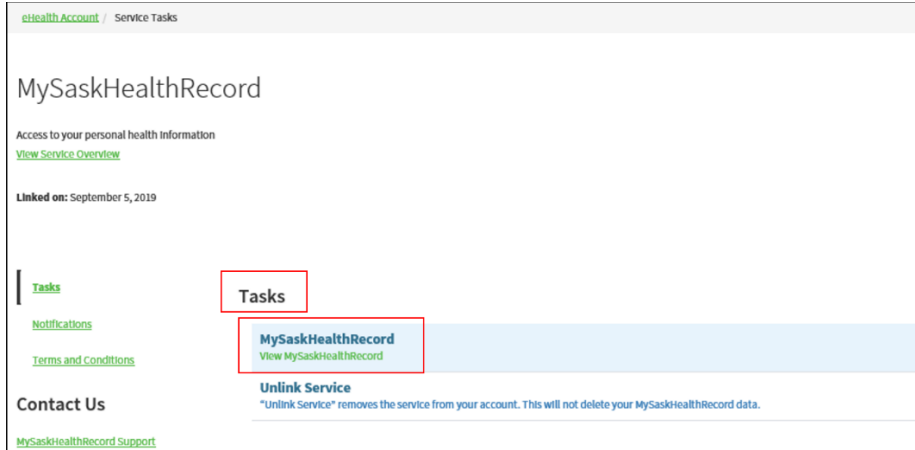 eHealth Account / Service Tasks
MySaskHealthRecord
Access to your personal health information
View Service Overview
Linked on: September 5, 2019
Tasks
Notifications
Terms and Conditions
Contact Us
MySaskHealthRecord Support
Tasks
MySaskHealthRecord
View MySaskHealthRecord
Unlink Service
"Unlink Service" removes the service from your account. This will not delete your MySaskHealthRecord data.